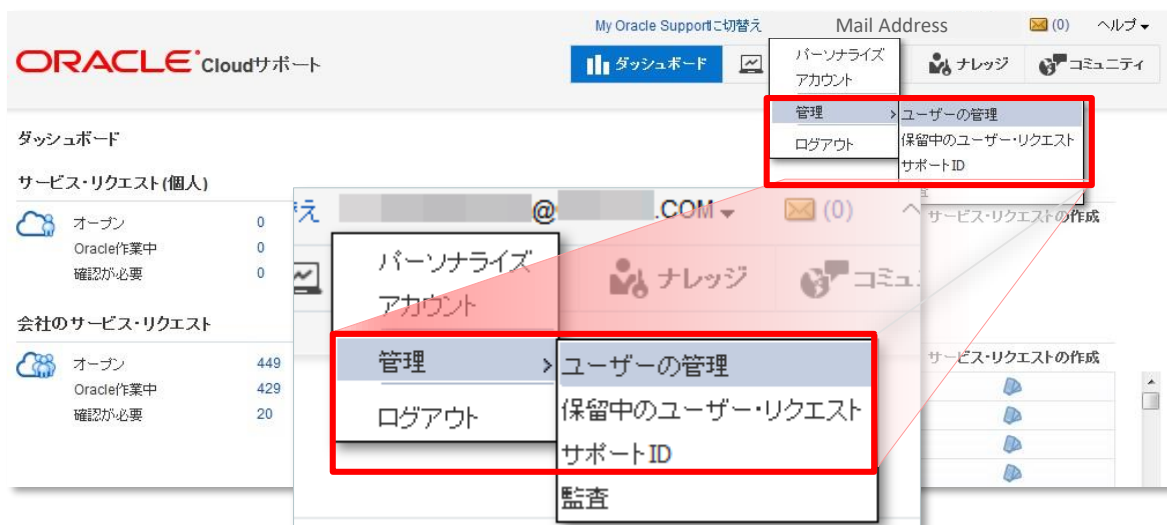 My Oracle Supportに切替え Mail Address (0) ヘルプ
ORACLE Cloudサポート
ダッシュボード
ナレッジ
コミュニティ
パーソナライズ
アカウント
管理 >
ログアウト
ユーザーの管理
保留中のユーザー・リクエスト
サポートID
ダッシュボード
サービス・リクエスト(個人)
オープン 0
Oracle作業中 0
確認が必要 0
サービス・リクエストの作成
会社のサービス・リクエスト
オープン 449
Oracle作業中 429
確認が必要 20
サービス・リクエストの作成
え @ .COM (0)
ナレッジ
コミュニ
パーソナライズ
アカウント
管理 >
ログアウト
ユーザーの管理
保留中のユーザー・リクエスト
サポートID
監査